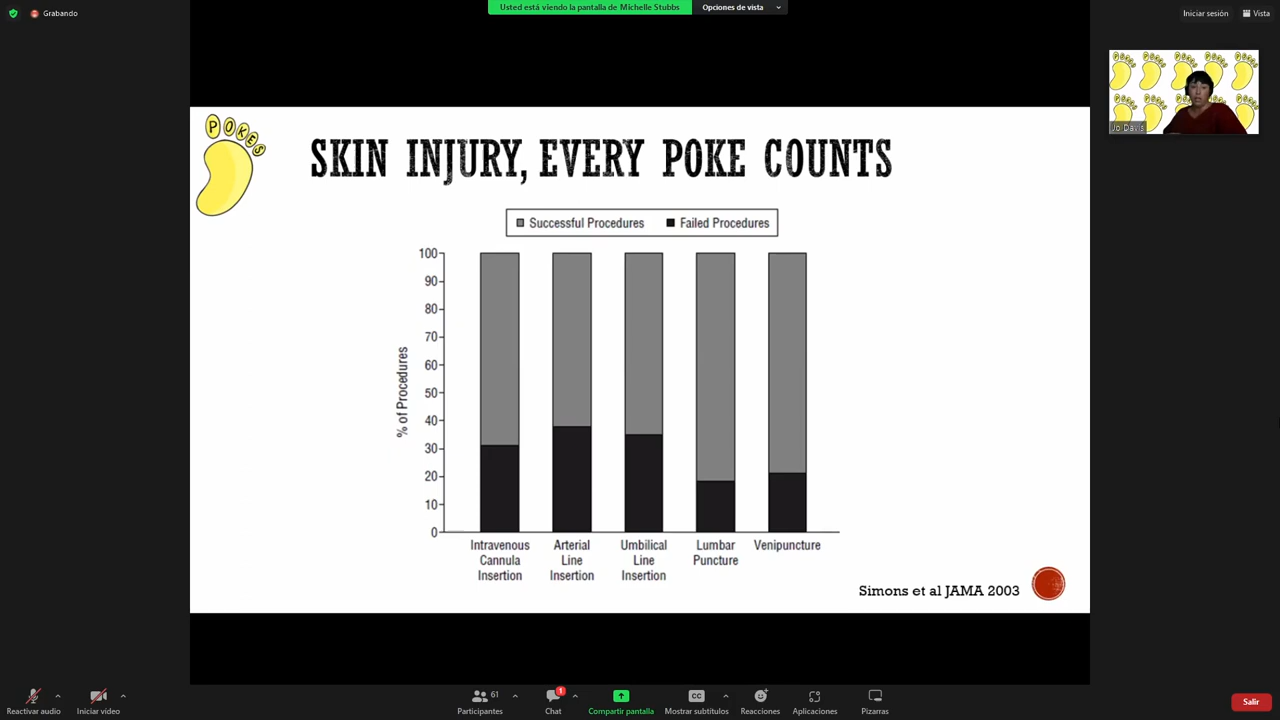 Grabando
Usted está viendo la pantalla de Michelle Stubbs
Opciones de vista
Iniciar sesión
Vista
Jo Davis
POKES
SKIN INJURY, EVERY POKE COUNTS
Successful Procedures
Failed Procedures
100
90
80
70
60
50
40
30
20
10
0
% of Procedures
Intravenous
Cannula
Insertion
Arterial
Line
Insertion
Umbilical
Line
Insertion
Lumbar
Puncture
Venipuncture
Simons et al JAMA 2003
Reactivar audio
Iniciar video
61
Participantes
1
Chat
Compartir pantalla
CC
Mostrar subtítulos
Reacciones
Aplicaciones
Pizarras
Salir